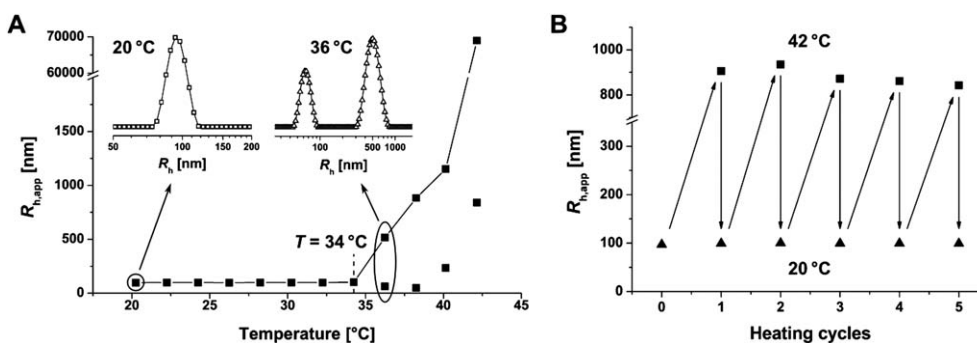 A
20 °C
36 °C
70000
60000
1500
1000
500
0
R_h,app [nm]
50 100 150 200
R_h [nm]
100 500 1000
R_h [nm]
T = 34 °C
20 25 30 35 40 45
Temperature [°C]
B
42 °C
1000
800
300
200
100
0
R_h,app [nm]
20 °C
0 1 2 3 4 5
Heating cycles